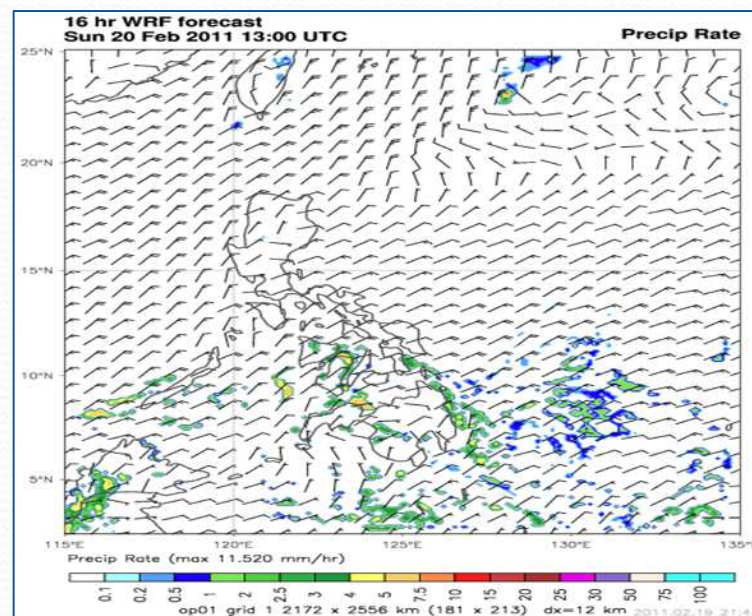 16 hr WRF forecast
Sun 20 Feb 2011 13:00 UTC Precip Rate
25°N
20°N
15°N
10°N
5°N
115°E 120°E 125°E 130°E 135°E
Precip Rate (max 11.520 mm/hr)
0.1 0.2 0.5 1 2 3 4 5 7.5 10 15 20 25 30 50 75 100
op01 grid 1 2172 x 2556 km (181 x 213) dx=12 km